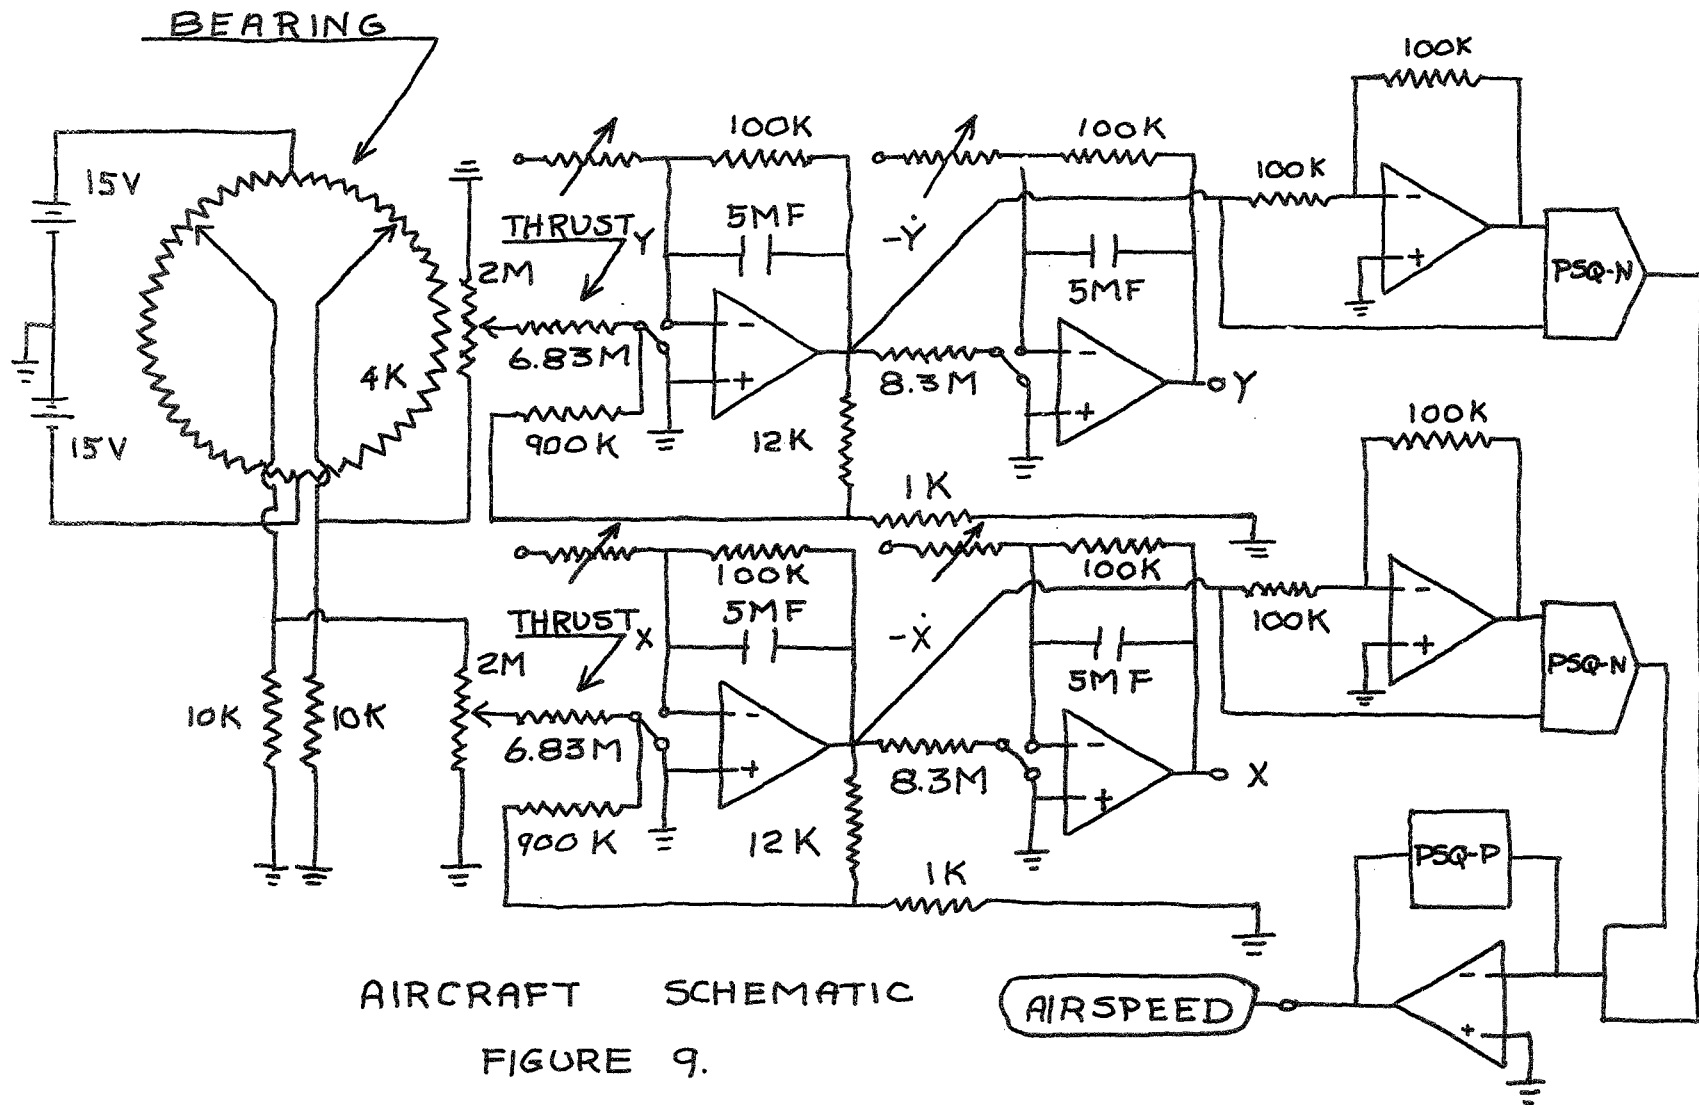 BEARING
15V
15V
4K
2M
THRUST Y
6.83M
900K
100K
5MF
-
+
12K
-Ẏ
100K
5MF
8.3M
-
+
Y
1K
100K
100K
-
+
PSQ-N
10K
10K
2M
THRUST X
6.83M
900K
100K
5MF
-
+
12K
-Ẋ
100K
5MF
8.3M
-
+
X
1K
100K
100K
-
+
PSQ-N
PSQ-P
-
+
AIRSPEED
AIRCRAFT SCHEMATIC
FIGURE 9.